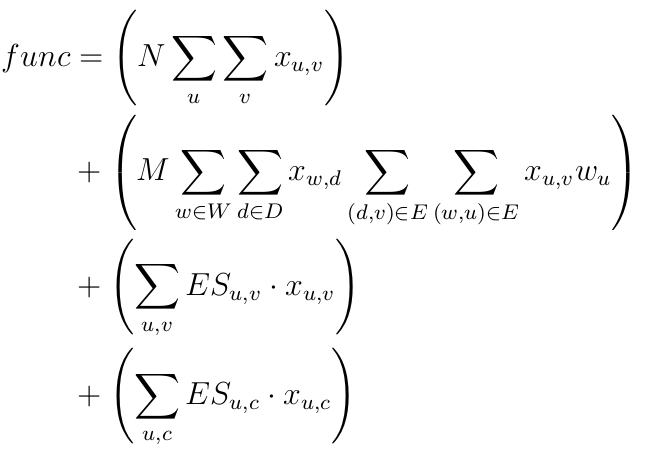 func = ( N ∑_u ∑_v x_{u,v} )
+ ( M ∑_{w∈W} ∑_{d∈D} x_{w,d} ∑_{(d,v)∈E} ∑_{(w,u)∈E} x_{u,v} w_u )
+ ( ∑_{u,v} ES_{u,v} · x_{u,v} )
+ ( ∑_{u,c} ES_{u,c} · x_{u,c} )